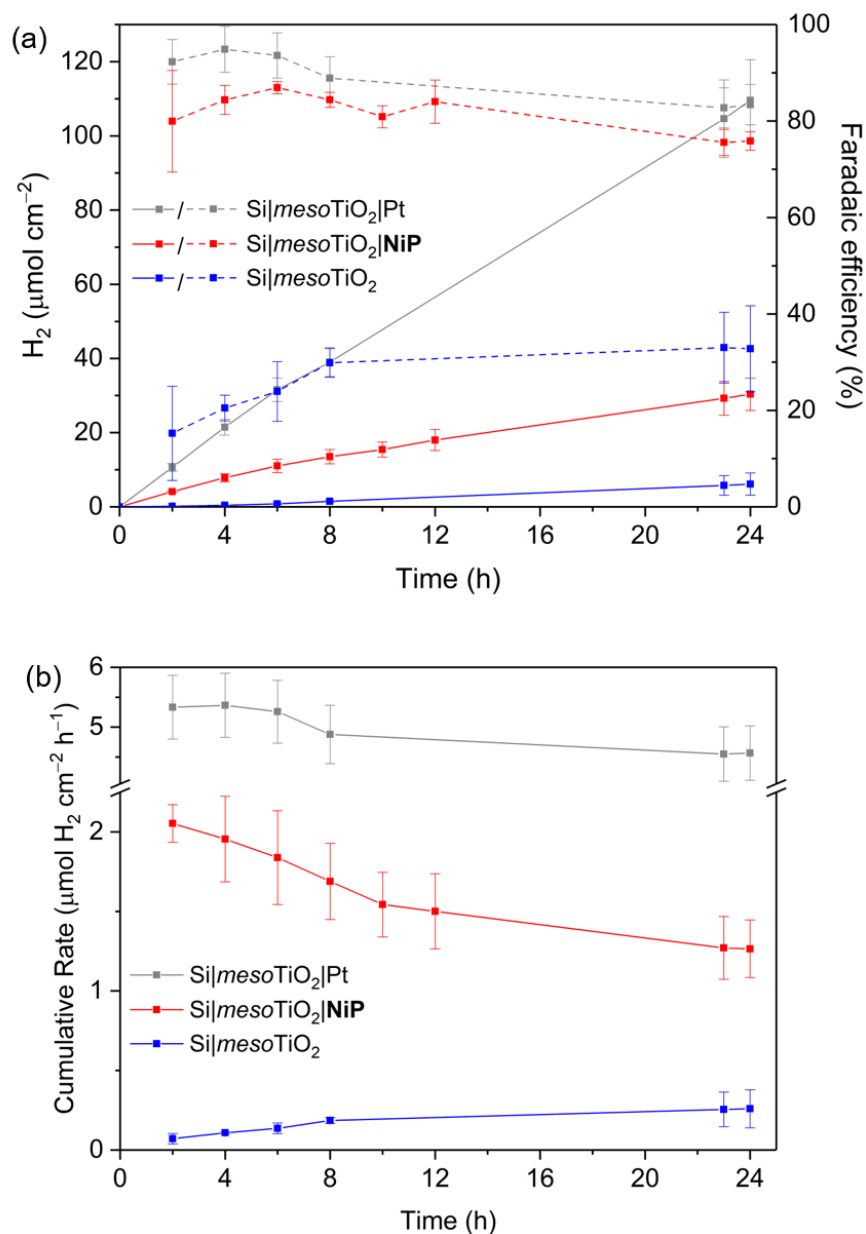 (a)
120
100
80
60
40
20
0
H₂ (µmol cm⁻²)
100
80
60
40
20
0
Faradaic efficiency (%)
/ Si|mesoTiO₂|Pt
/ Si|mesoTiO₂|NiP
/ Si|mesoTiO₂
0 4 8 12 16 20 24
Time (h)
(b)
6
5
2
1
0
Cumulative Rate (µmol H₂ cm⁻² h⁻¹)
Si|mesoTiO₂|Pt
Si|mesoTiO₂|NiP
Si|mesoTiO₂
0 4 8 12 16 20 24
Time (h)